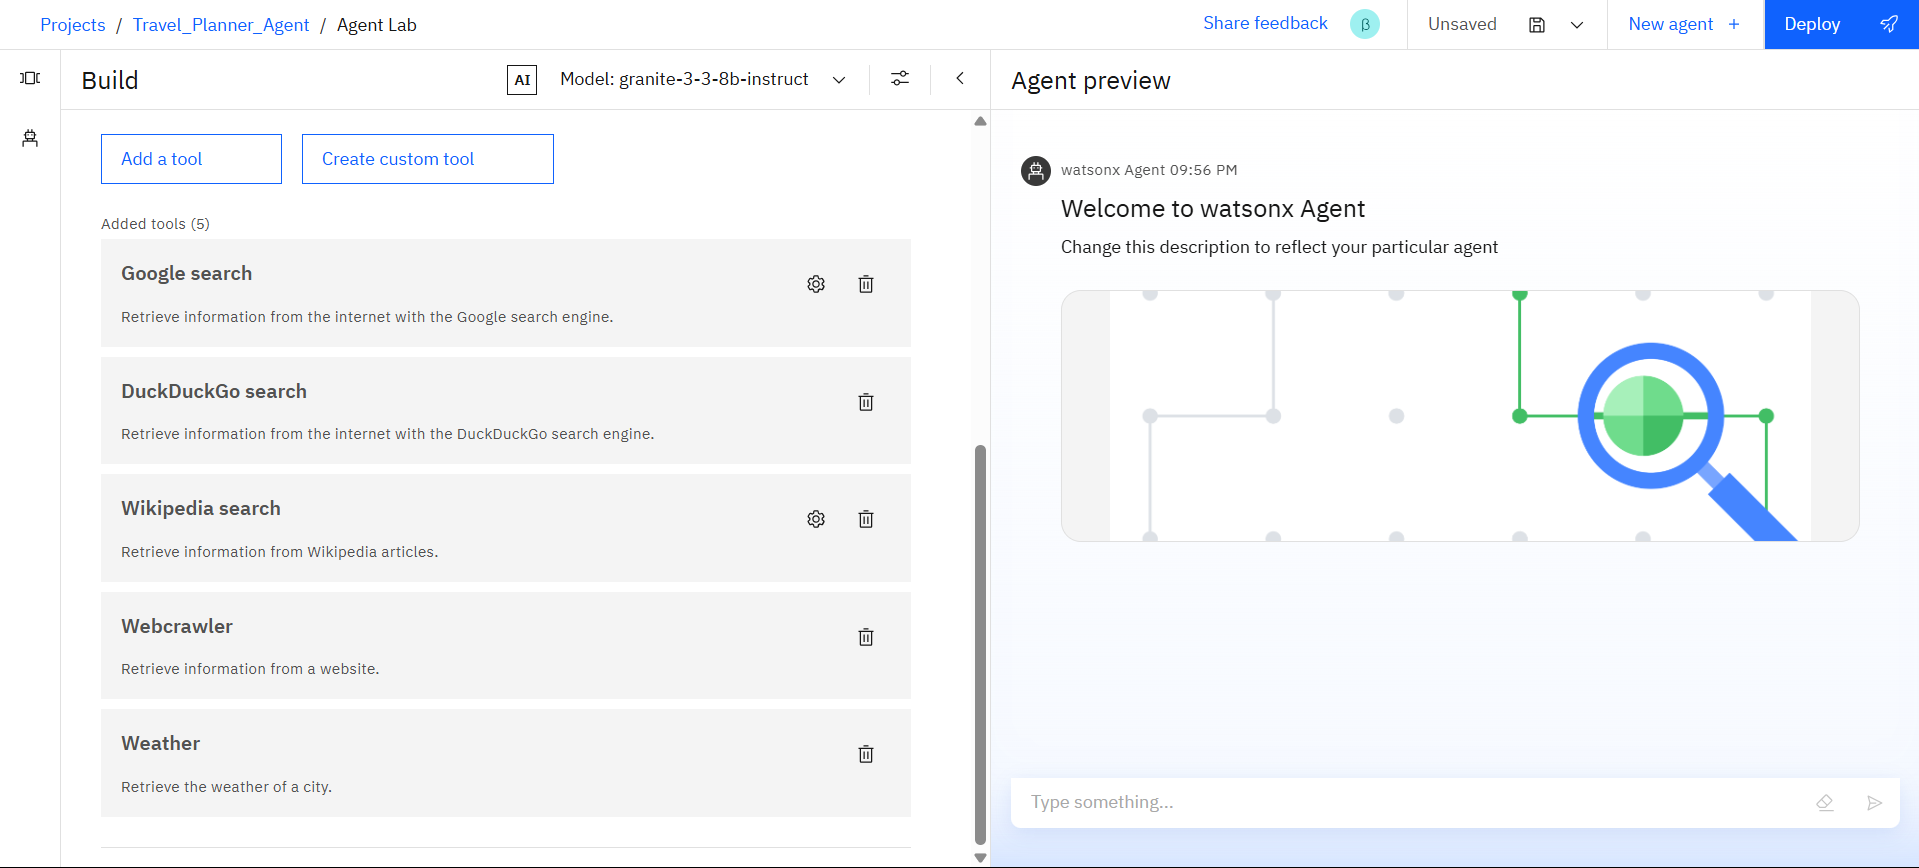 Projects / Travel_Planner_Agent / Agent Lab
Share feedback β Unsaved New agent + Deploy
Build AI Model: granite-3-3-8b-instruct
Add a tool Create custom tool
Added tools (5)
Google search
Retrieve information from the internet with the Google search engine.
DuckDuckGo search
Retrieve information from the internet with the DuckDuckGo search engine.
Wikipedia search
Retrieve information from Wikipedia articles.
Webcrawler
Retrieve information from a website.
Weather
Retrieve the weather of a city.
Agent preview
watsonx Agent 09:56 PM
Welcome to watsonx Agent
Change this description to reflect your particular agent
Type something...